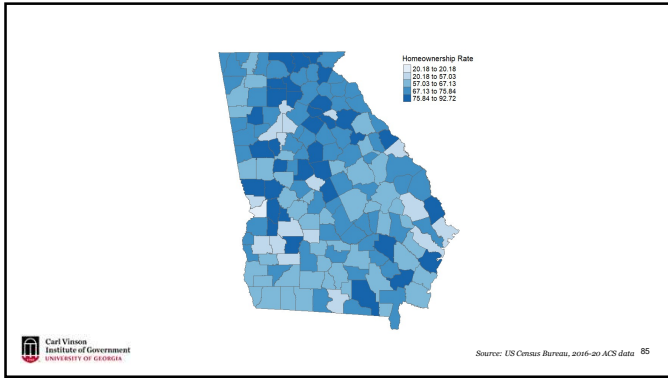 Homeownership Rate
20.18 to 20.18
20.18 to 57.03
57.03 to 67.13
67.13 to 75.84
75.84 to 92.72
Carl Vinson
Institute of Government
UNIVERSITY OF GEORGIA
Source: US Census Bureau, 2016-20 ACS data 85